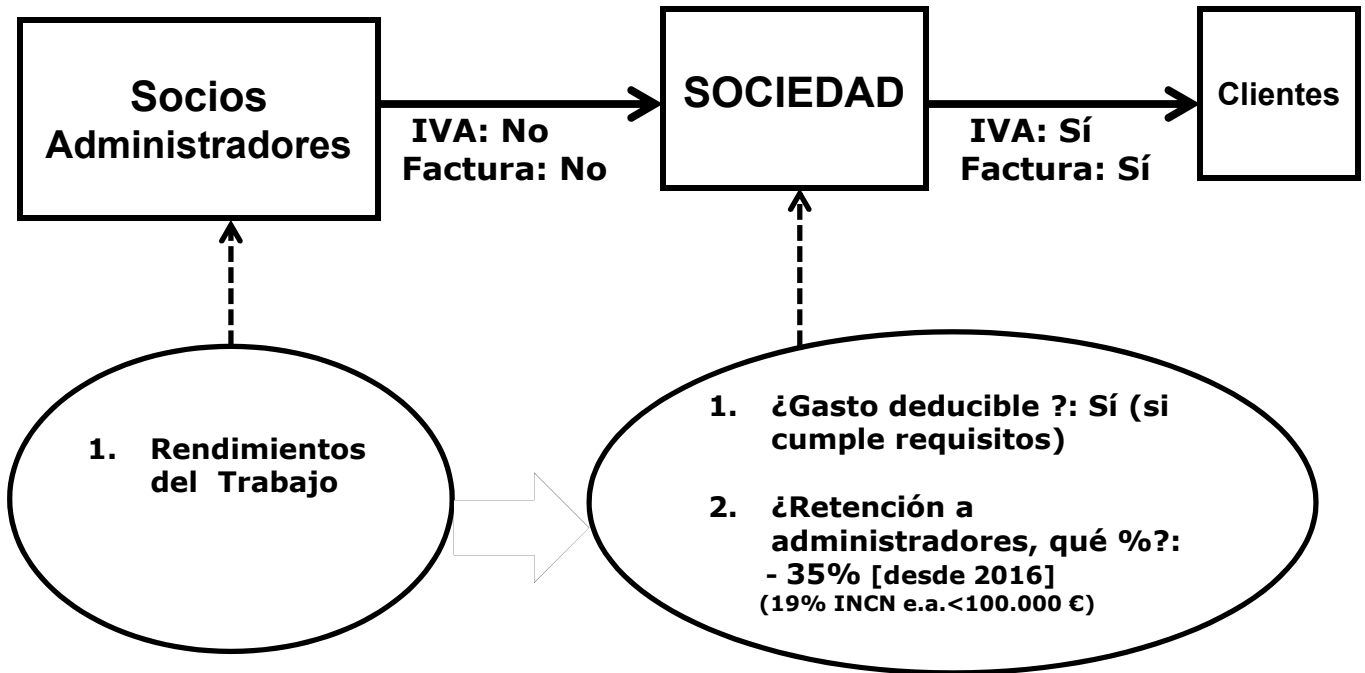 Socios
Administradores
IVA: No
Factura: No
SOCIEDAD
IVA: Sí
Factura: Sí
Clientes
1. Rendimientos
del Trabajo
1. ¿Gasto deducible ?: Sí (si
cumple requisitos)
2. ¿Retención a
administradores, qué %?:
- 35% [desde 2016]
(19% INCN e.a.<100.000 €)